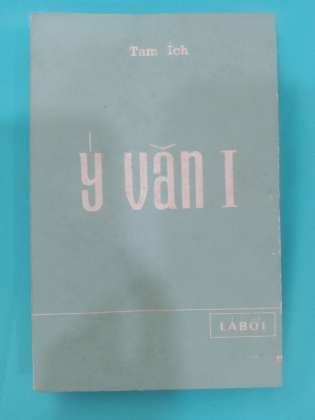 Tam Ích
ý văn I
LÁ BỐI